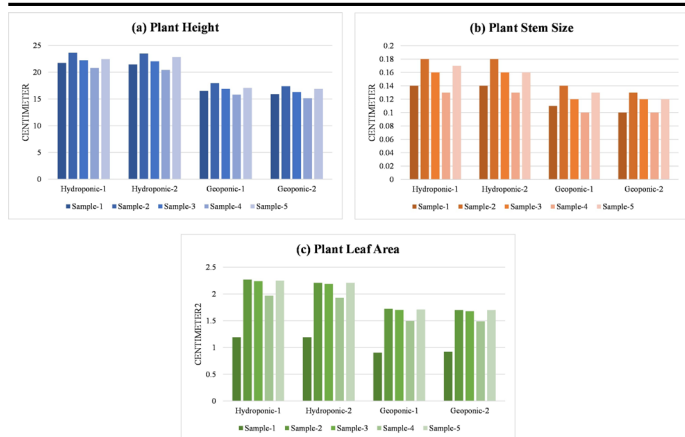 (a) Plant Height
25
20
15
10
5
0
CENTIMETER
Hydroponic-1 Hydroponic-2 Geoponic-1 Geoponic-2
Sample-1 Sample-2 Sample-3 Sample-4 Sample-5
(b) Plant Stem Size
0.2
0.18
0.16
0.14
0.12
0.1
0.08
0.06
0.04
0.02
0
CENTIMETER
Hydroponic-1 Hydroponic-2 Geoponic-1 Geoponic-2
Sample-1 Sample-2 Sample-3 Sample-4 Sample-5
(c) Plant Leaf Area
2.5
2
1.5
1
0.5
0
CENTIMETER2
Hydroponic-1 Hydroponic-2 Geoponic-1 Geoponic-2
Sample-1 Sample-2 Sample-3 Sample-4 Sample-5